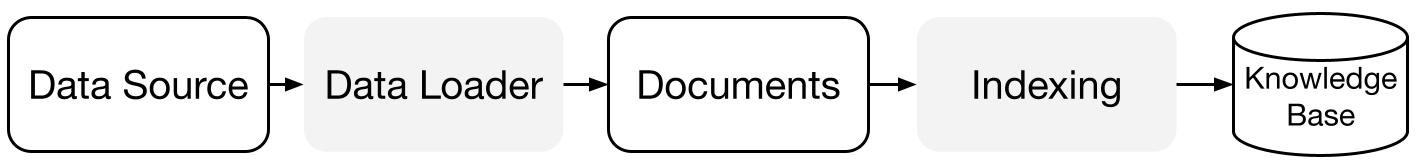 Data Source
Data Loader
Documents
Indexing
Knowledge
Base